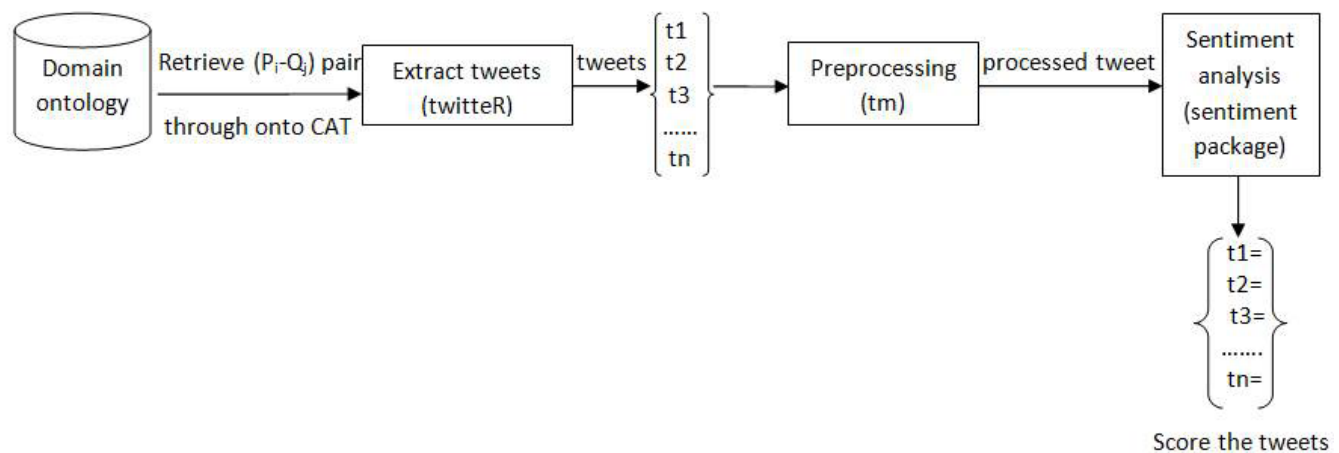 Domain
ontology
Retrieve (Pi-Qj) pair
through onto CAT
Extract tweets
(twitteR)
tweets
t1
t2
t3
......
tn
Preprocessing
(tm)
processed tweet
Sentiment
analysis
(sentiment
package)
t1=
t2=
t3=
.......
tn=
Score the tweets